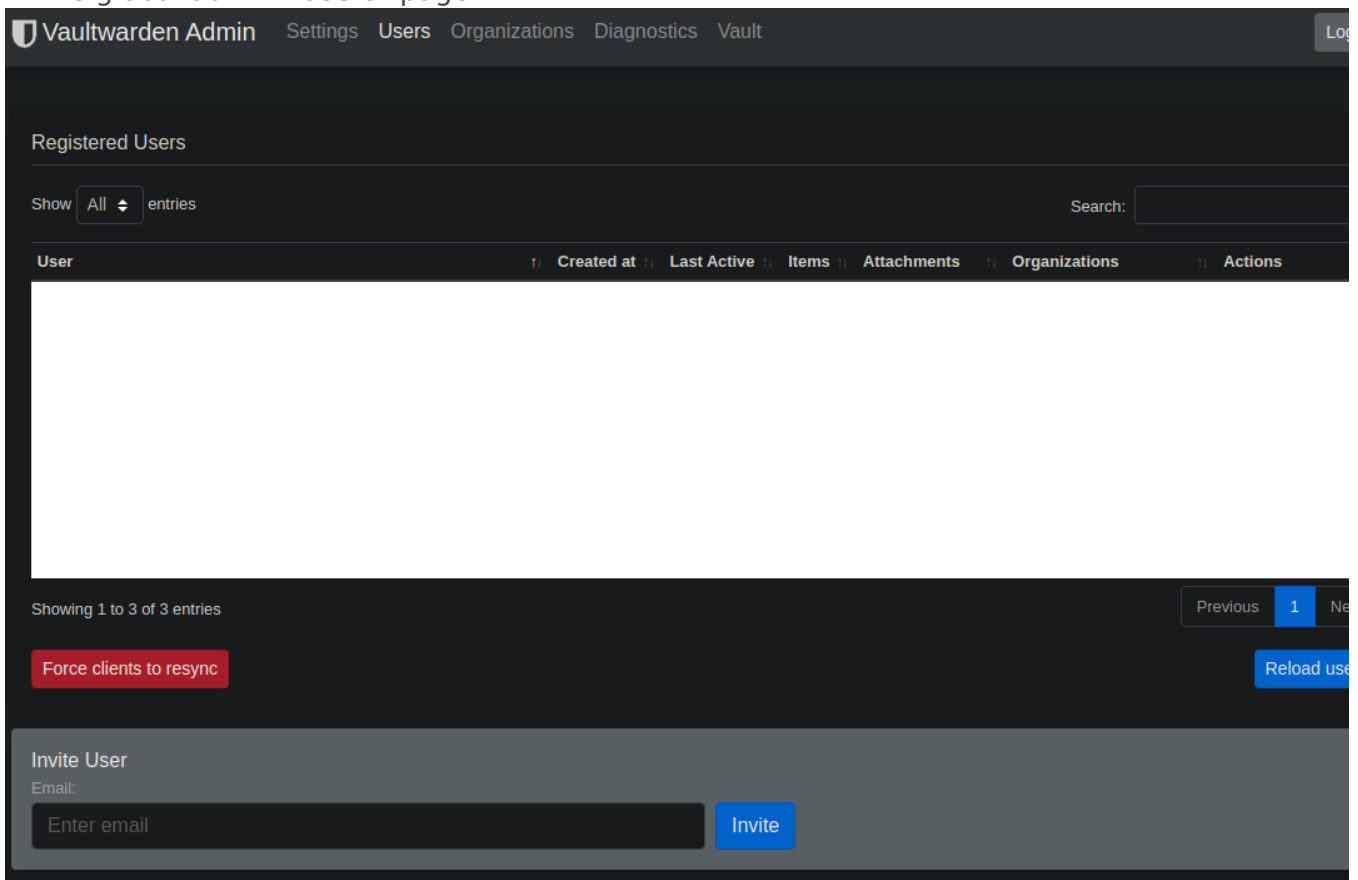 Vaultwarden Admin Settings Users Organizations Diagnostics Vault
Registered Users
Show All entries Search:
User Created at Last Active Items Attachments Organizations Actions
Showing 1 to 3 of 3 entries Previous 1
Force clients to resync Reload
Invite User
Email:
Enter email Invite